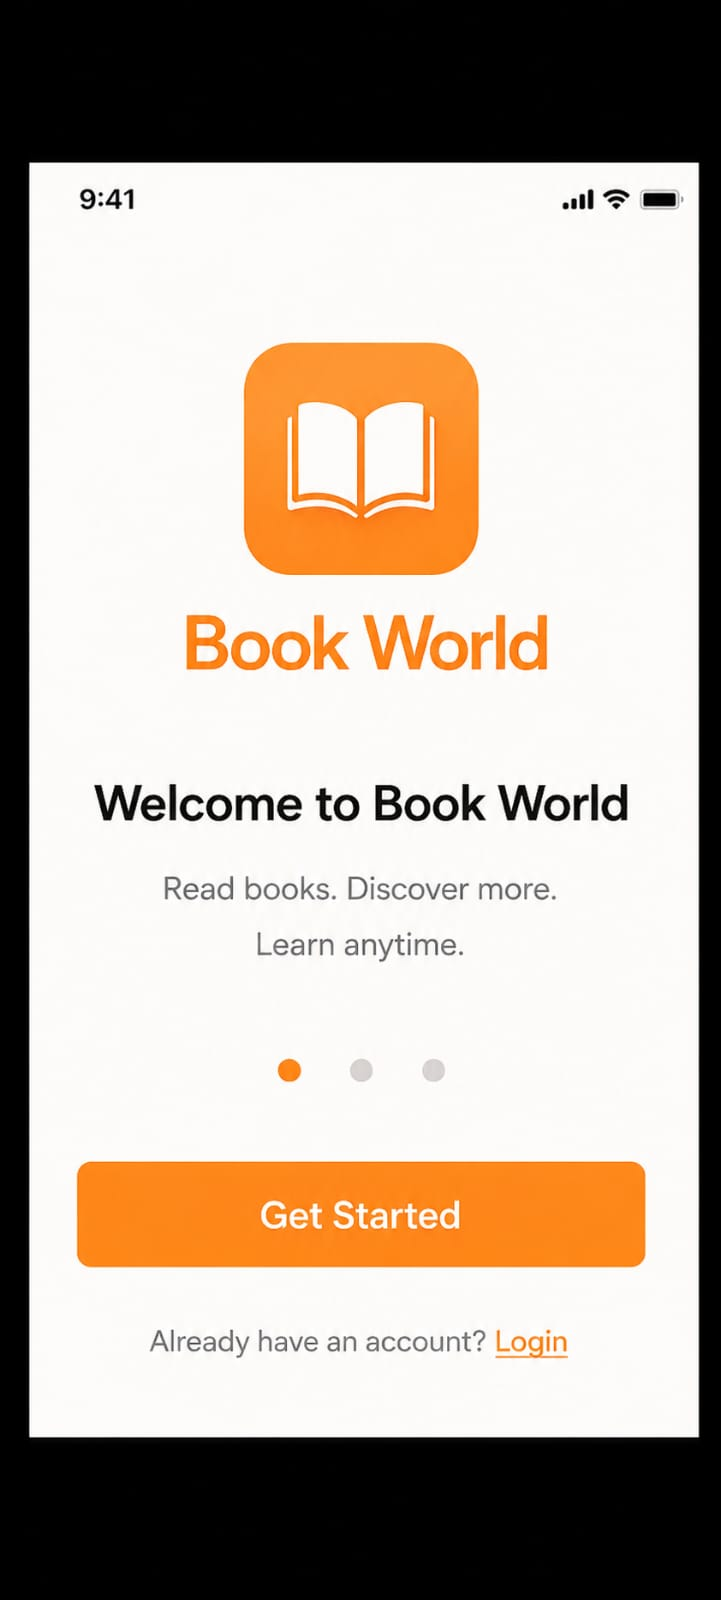 9:41
Book World
Welcome to Book World
Read books. Discover more.
Learn anytime.
Get Started
Already have an account? Login